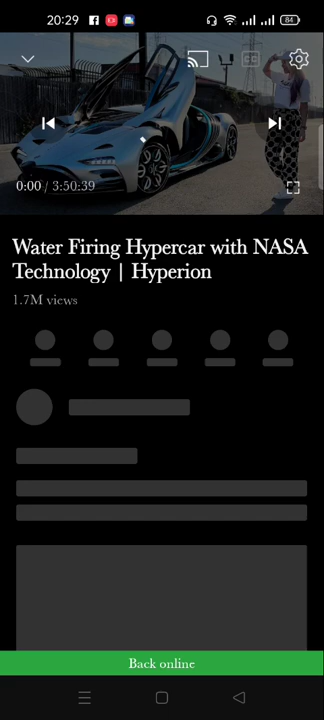 20:29
84
CC
0:00 / 3:50:39
Water Firing Hypercar with NASA
Technology | Hyperion
1.7M views
Back online